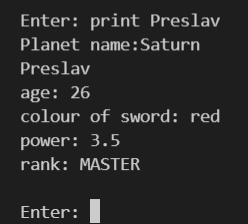 Enter: print Preslav
Planet name:Saturn
Preslav
age: 26
colour of sword: red
power: 3.5
rank: MASTER
Enter: